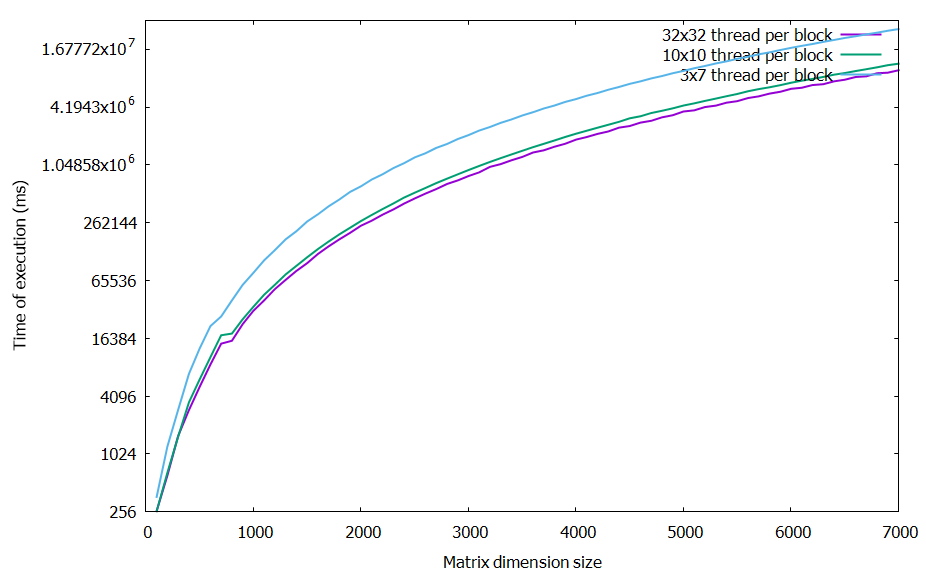 32x32 thread per block
10x10 thread per block
3x7 thread per block
1.67772x10^7
4.1943x10^6
1.04858x10^6
262144
65536
16384
4096
1024
256
Time of execution (ms)
0 1000 2000 3000 4000 5000 6000 7000
Matrix dimension size